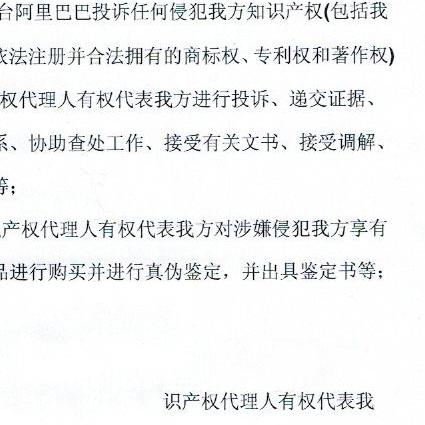 台阿里巴巴投诉任何侵犯我方知识产权(包括我
依法注册并合法拥有的商标权、专利权和著作权)
权代理人有权代表我方进行投诉、递交证据、
系、协助查处工作、接受有关文书、接受调解、
等；
产权代理人有权代表我方对涉嫌侵犯我方享有
品进行购买并进行真伪鉴定，并出具鉴定书等；
识产权代理人有权代表我